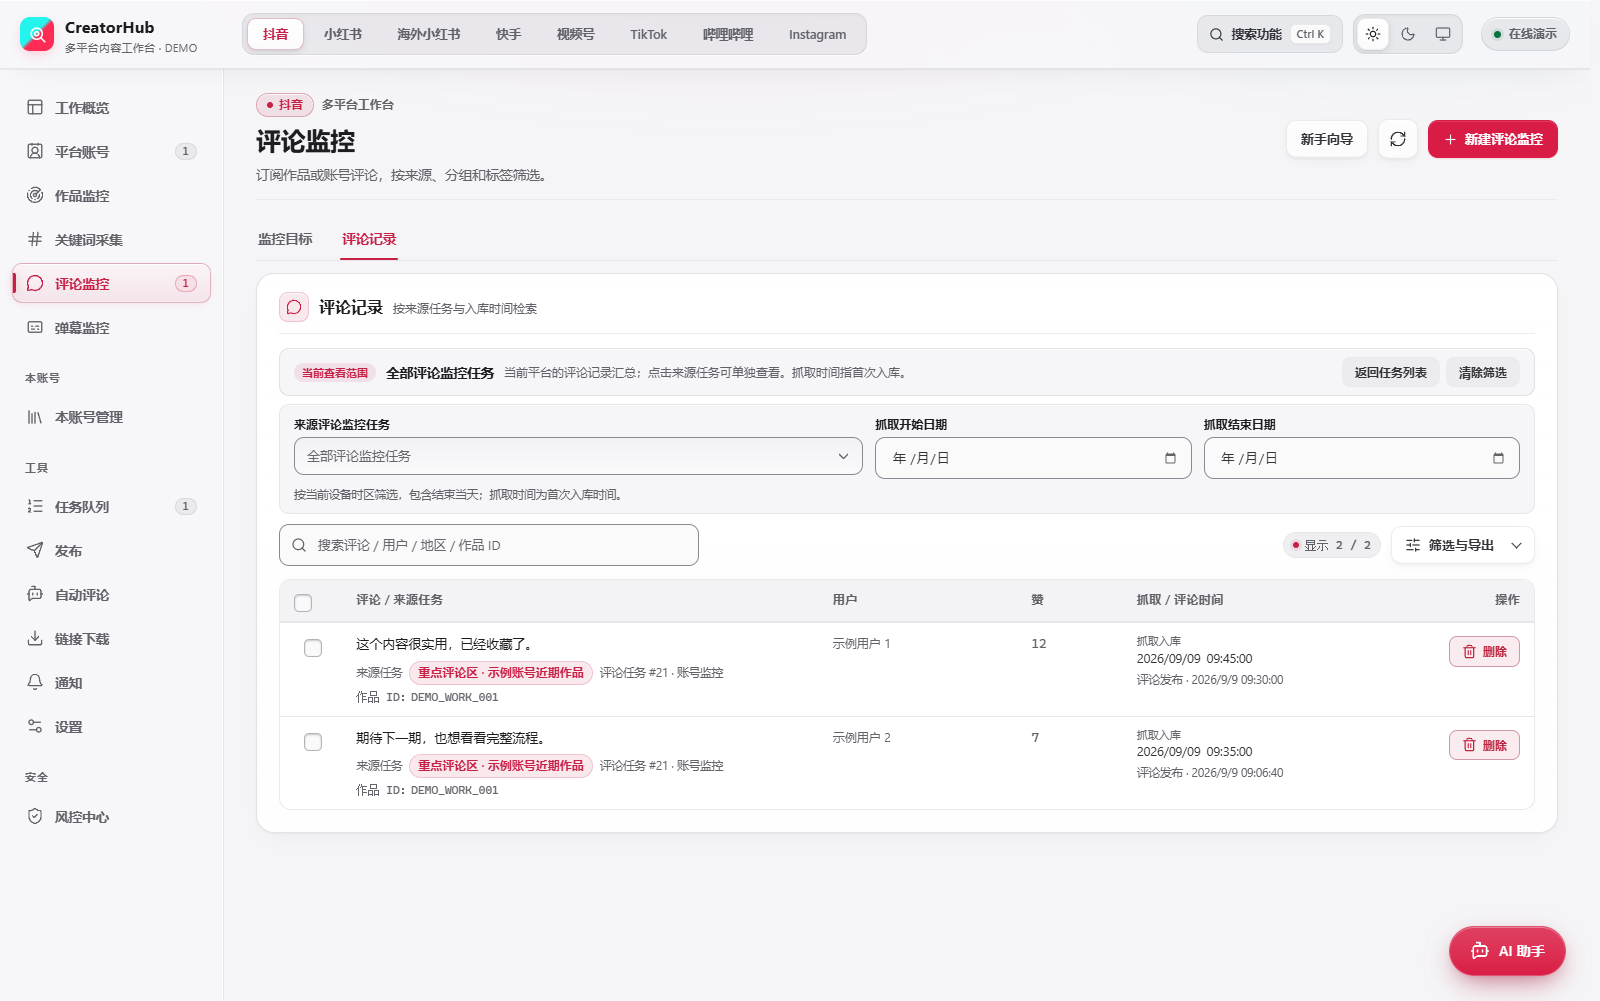 CreatorHub
多平台内容工作台 · DEMO
抖音
小红书
海外小红书
快手
视频号
TikTok
哔哩哔哩
Instagram
搜索功能
Ctrl K
在线演示
工作概览
平台账号
1
作品监控
关键词采集
评论监控
1
弹幕监控
本账号
本账号管理
工具
任务队列
1
发布
自动评论
链接下载
通知
设置
安全
风控中心
抖音
多平台工作台
评论监控
订阅作品或账号评论，按来源、分组和标签筛选。
新手向导
新建评论监控
监控目标
评论记录
评论记录
按来源任务与入库时间检索
当前查看范围
全部评论监控任务
当前平台的评论记录汇总；点击来源任务可单独查看。抓取时间指首次入库。
返回任务列表
清除筛选
来源评论监控任务
抓取开始日期
抓取结束日期
全部评论监控任务
年 /月/日
年 /月/日
按当前设备时区筛选，包含结束当天；抓取时间为首次入库时间。
搜索评论 / 用户 / 地区 / 作品 ID
显示 2 / 2
筛选与导出
评论 / 来源任务
用户
赞
抓取 / 评论时间
操作
这个内容很实用，已经收藏了。
来源任务
重点评论区 · 示例账号近期作品
评论任务 #21 · 账号监控
作品 ID: DEMO_WORK_001
示例用户 1
12
抓取入库
2026/09/09 09:45:00
评论发布 · 2026/9/9 09:30:00
删除
期待下一期，也想看看完整流程。
来源任务
重点评论区 · 示例账号近期作品
评论任务 #21 · 账号监控
作品 ID: DEMO_WORK_001
示例用户 2
7
抓取入库
2026/09/09 09:35:00
评论发布 · 2026/9/9 09:06:40
删除
AI 助手